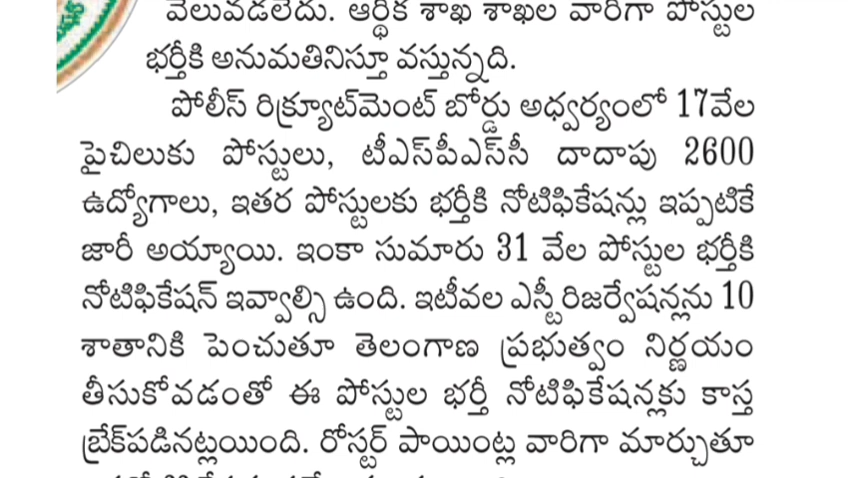 వెలువడలేదు. ఆర్థిక శాఖ శాఖల వారీగా పోస్టుల
భర్తీకి అనుమతినిస్తూ వస్తున్నది.
పోలీస్ రిక్ర్యూట్‌మెంట్ బోర్డు అధ్వర్యంలో 17వేల
పైచిలుకు పోస్టులు, టీఎస్‌పీఎస్‌సీ దాదాపు 2600
ఉద్యోగాలు, ఇతర పోస్టులకు భర్తీకి నోటిఫికేషన్లు ఇప్పటికే
జారీ అయ్యాయి. ఇంకా సుమారు 31 వేల పోస్టుల భర్తీకి
నోటిఫికేషన్ ఇవ్వాల్సి ఉంది. ఇటీవల ఎస్టీ రిజర్వేషన్లను 10
శాతానికి పెంచుతూ తెలంగాణ ప్రభుత్వం నిర్ణయం
తీసుకోవడంతో ఈ పోస్టుల భర్తీ నోటిఫికేషన్లకు కాస్త
బ్రేక్‌పడినట్లయింది. రోస్టర్ పాయింట్ల వారిగా మార్చుతూ